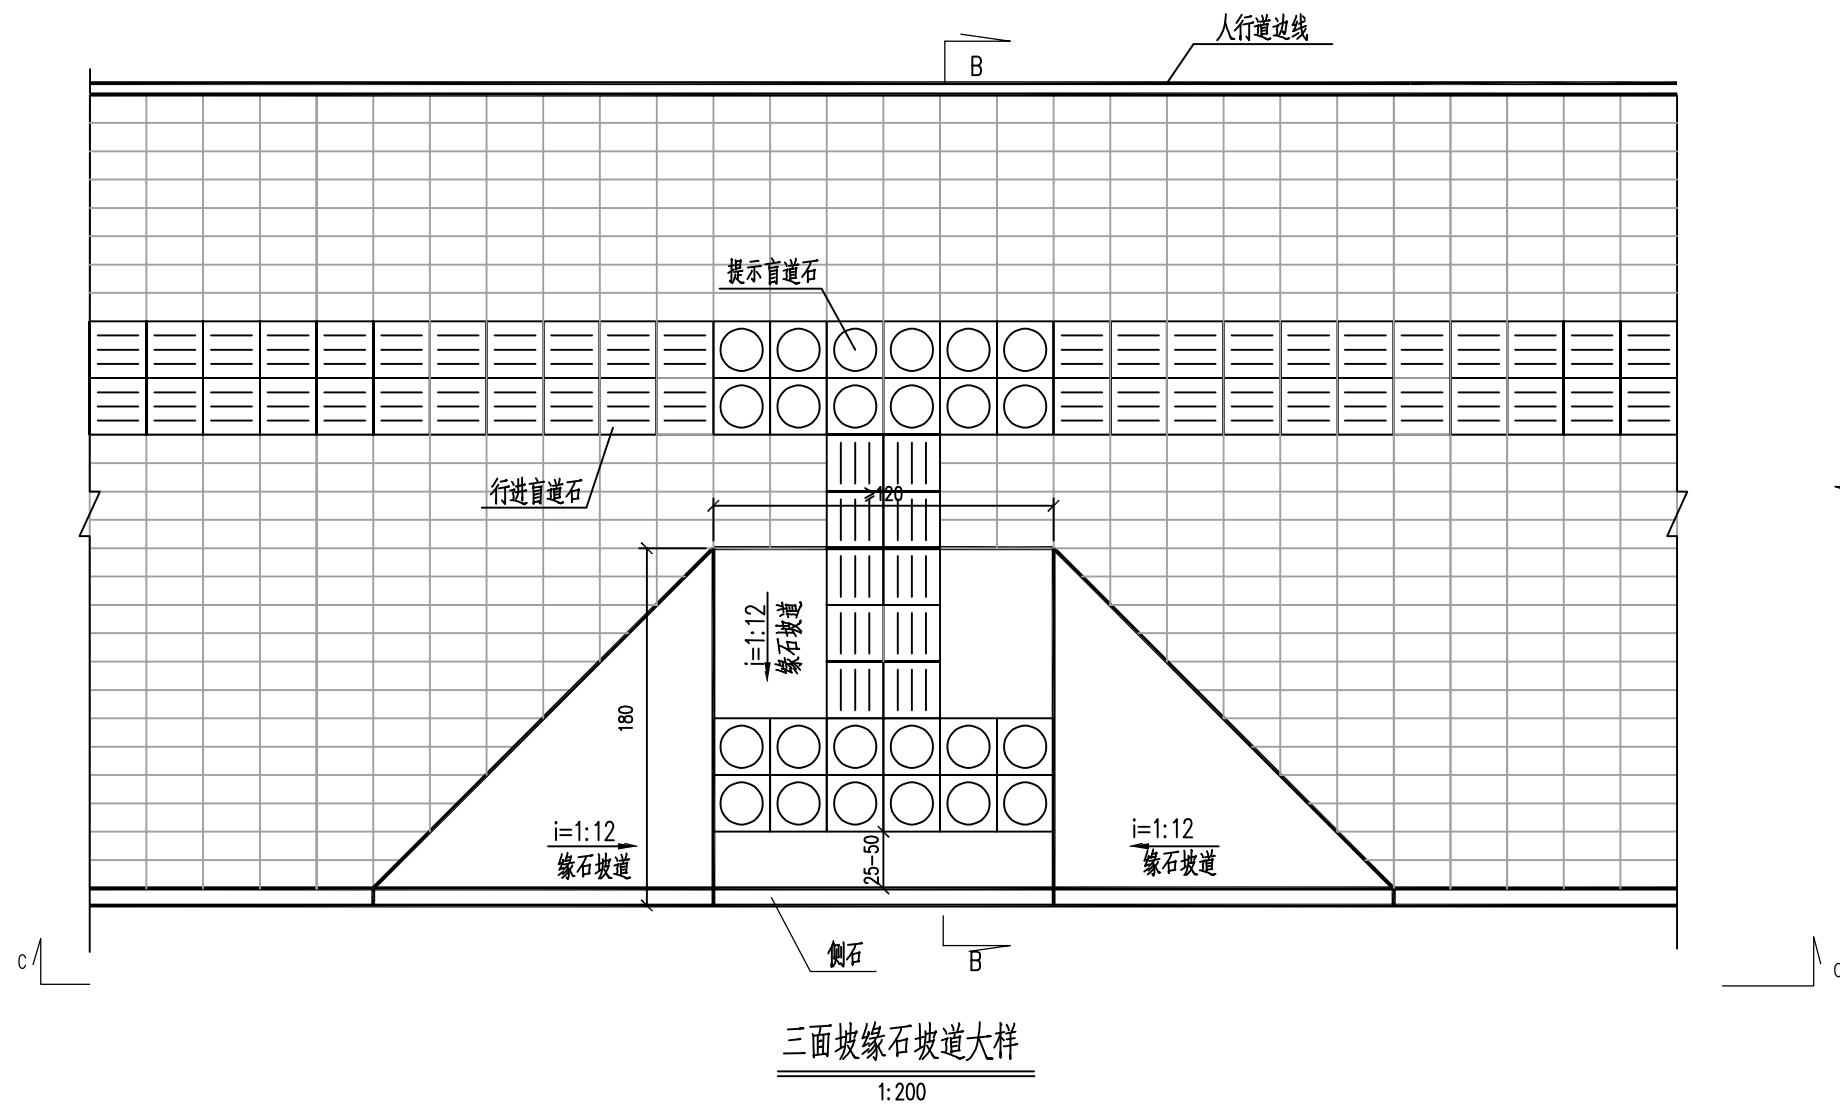 人行道边线
B
提示盲道石
行进盲道石
≥120
i=1:12
缘石坡道
180
i=1:12
缘石坡道
25-50
i=1:12
缘石坡道
侧石
B
c
c
三面坡缘石坡道大样
1:200